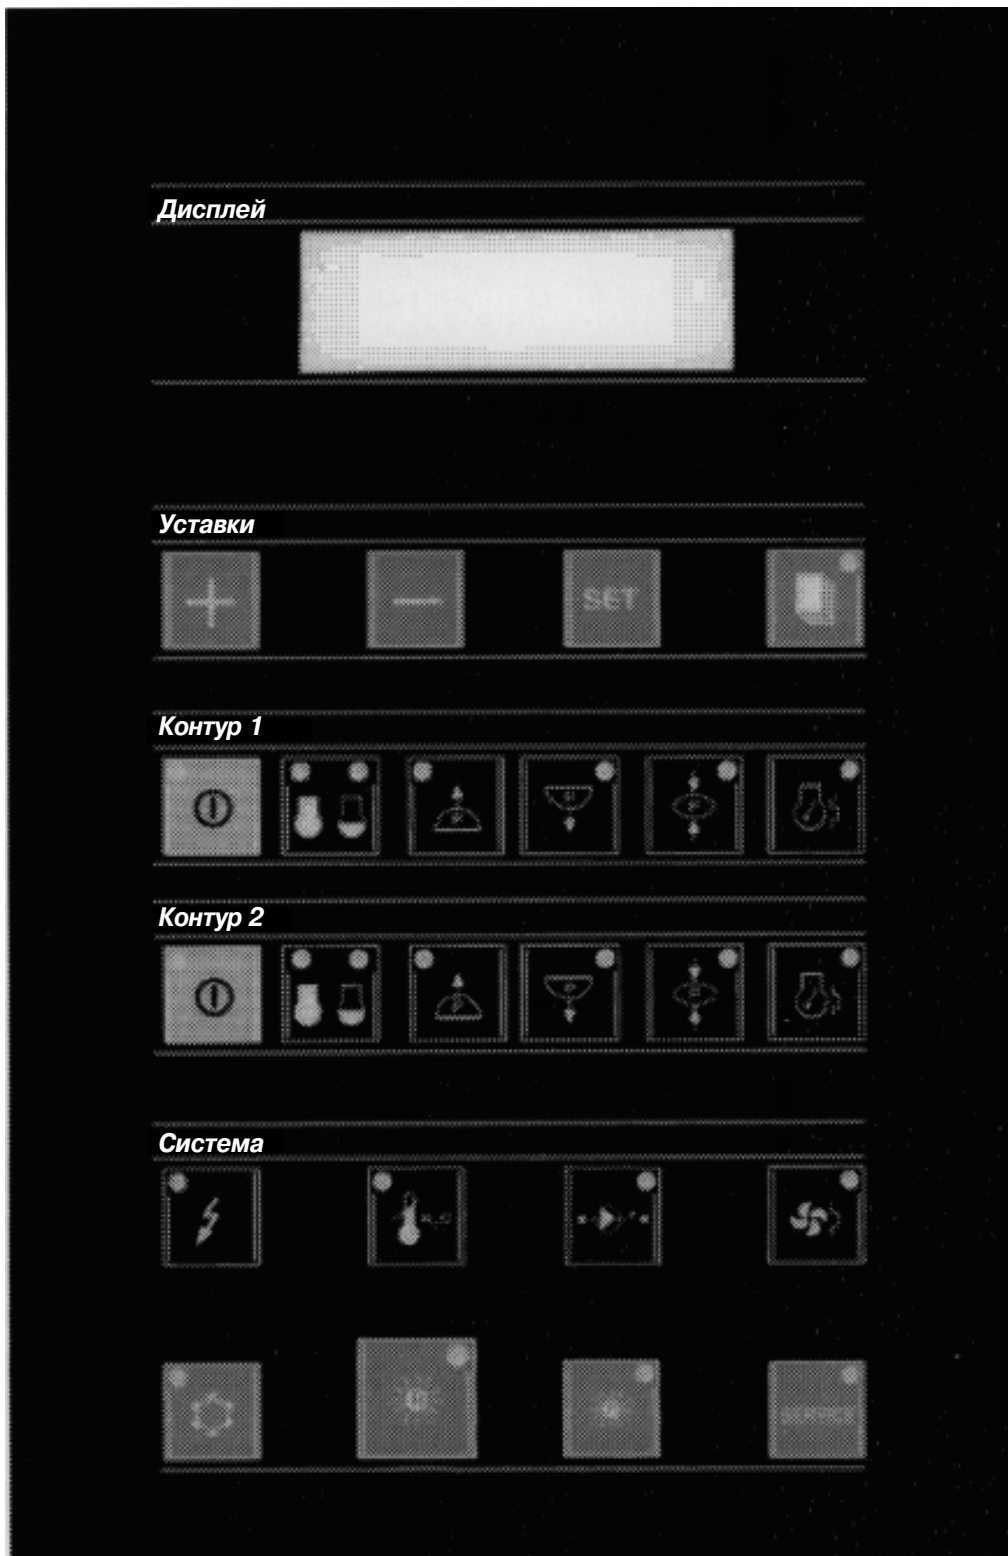 Дисплей
Уставки
SET
Контур 1
Контур 2
Система
SERVICE